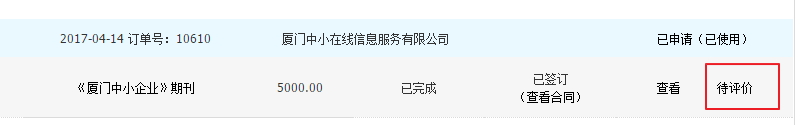 2017-04-14 订单号：10610 厦门中小在线信息服务有限公司 已申请（已使用）
《厦门中小企业》期刊 5000.00 已完成 已签订 查看 待评价
（查看合同）